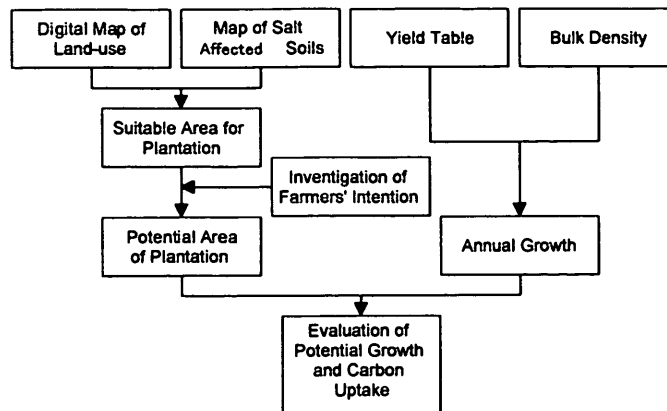 Digital Map of
Land-use
Map of Salt
Affected Soils
Yield Table
Bulk Density
Suitable Area for
Plantation
Inventigation of
Farmers' Intention
Potential Area
of Plantation
Annual Growth
Evaluation of
Potential Growth
and Carbon
Uptake